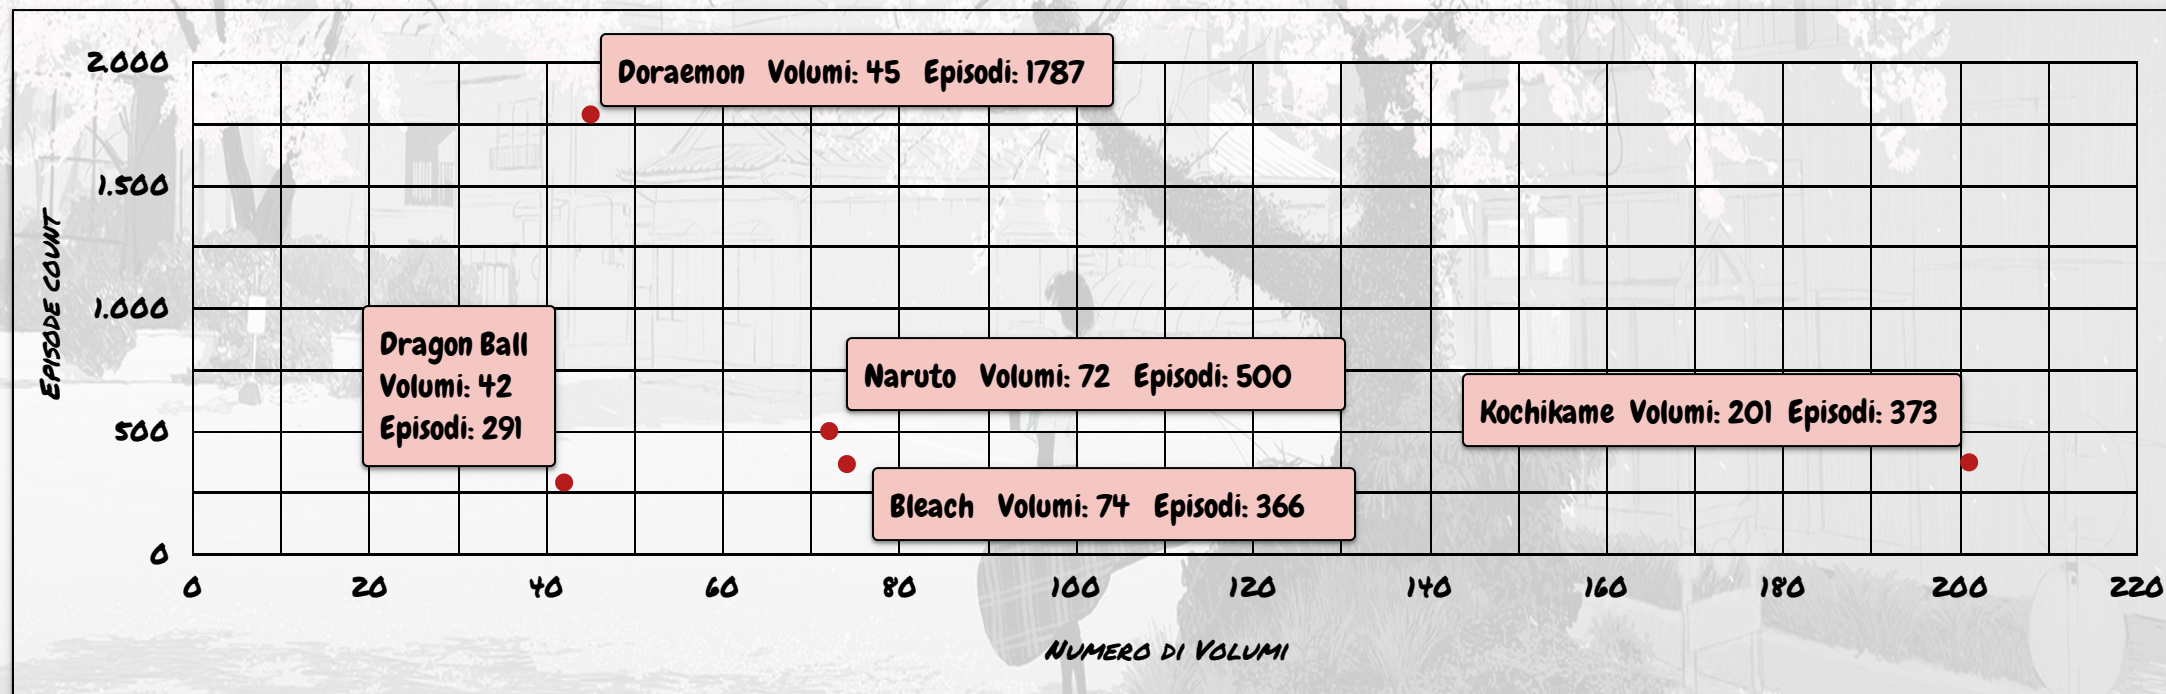 2.000
1.500
1.000
500
0
Episode count
Doraemon Volumi: 45 Episodi: 1787
Dragon Ball
Volumi: 42
Episodi: 291
Naruto Volumi: 72 Episodi: 500
Kochikame Volumi: 201 Episodi: 373
Bleach Volumi: 74 Episodi: 366
0 20 40 60 80 100 120 140 160 180 200 220
Numero di Volumi